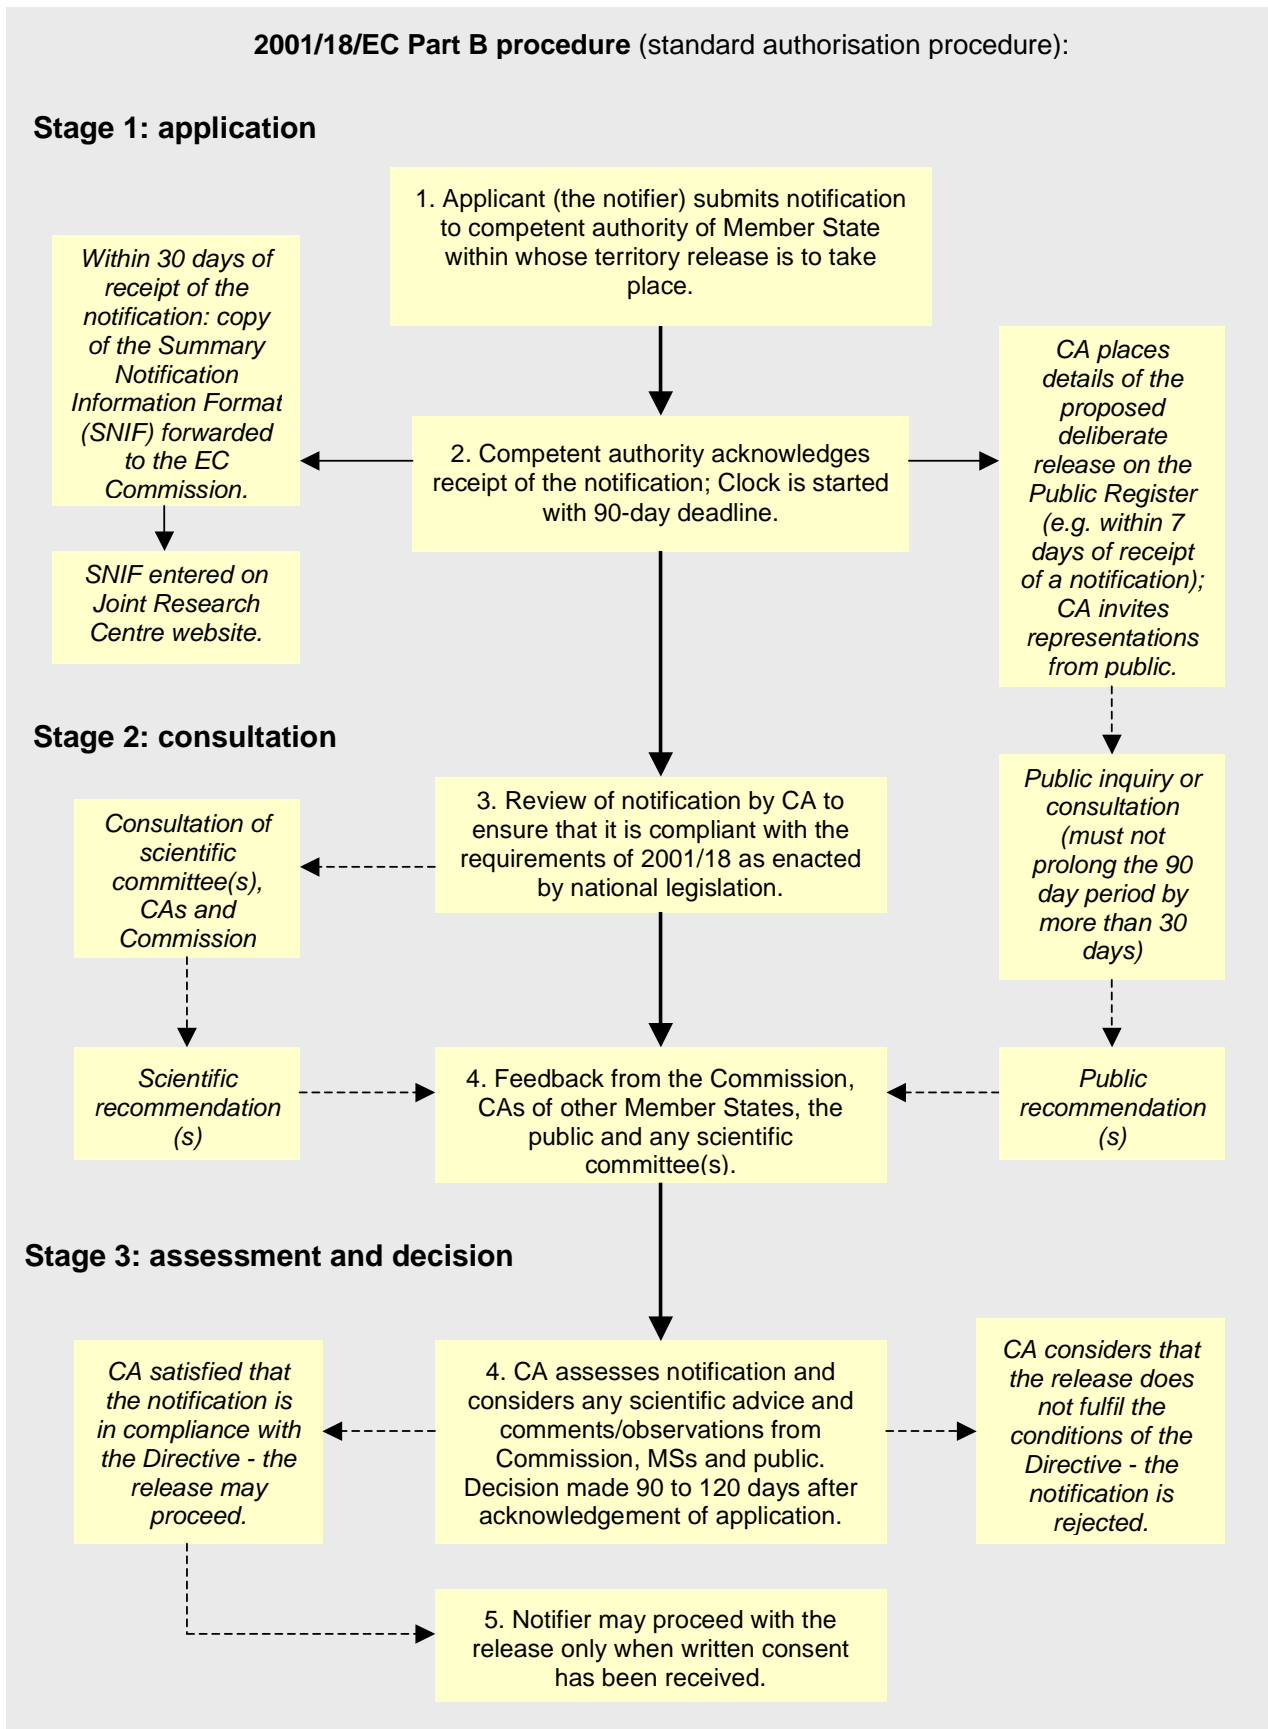 2001/18/EC Part B procedure (standard authorisation procedure):
Stage 1: application
1. Applicant (the notifier) submits notification
to competent authority of Member State
within whose territory release is to take
place.
Within 30 days of
receipt of the
notification: copy
of the Summary
Notification
Information Format
(SNIF) forwarded
to the EC
Commission.
2. Competent authority acknowledges
receipt of the notification; Clock is started
with 90-day deadline.
CA places
details of the
proposed
deliberate
release on the
Public Register
(e.g. within 7
days of receipt
of a notification);
CA invites
representations
from public.
SNIF entered on
Joint Research
Centre website.
Stage 2: consultation
3. Review of notification by CA to
ensure that it is compliant with the
requirements of 2001/18 as enacted
by national legislation.
Consultation of
scientific
committee(s),
CAs and
Commission
Public inquiry or
consultation
(must not
prolong the 90
day period by
more than 30
days)
Scientific
recommendation
(s)
4. Feedback from the Commission,
CAs of other Member States, the
public and any scientific
committee(s).
Public
recommendation
(s)
Stage 3: assessment and decision
CA satisfied that
the notification is
in compliance with
the Directive - the
release may
proceed.
4. CA assesses notification and
considers any scientific advice and
comments/observations from
Commission, MSs and public.
Decision made 90 to 120 days after
acknowledgement of application.
CA considers that
the release does
not fulfil the
conditions of the
Directive - the
notification is
rejected.
5. Notifier may proceed with the
release only when written consent
has been received.